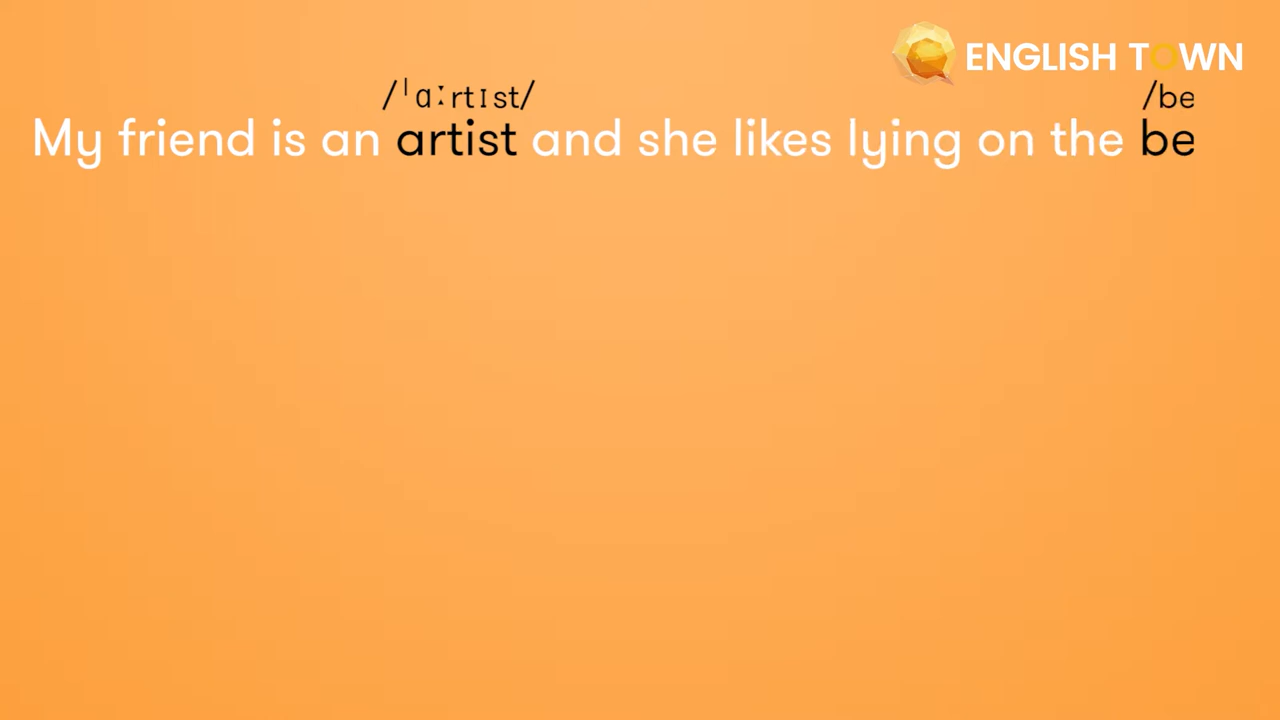 ENGLISH TOWN
/ˈɑːrtɪst/ /be
My friend is an artist and she likes lying on the be